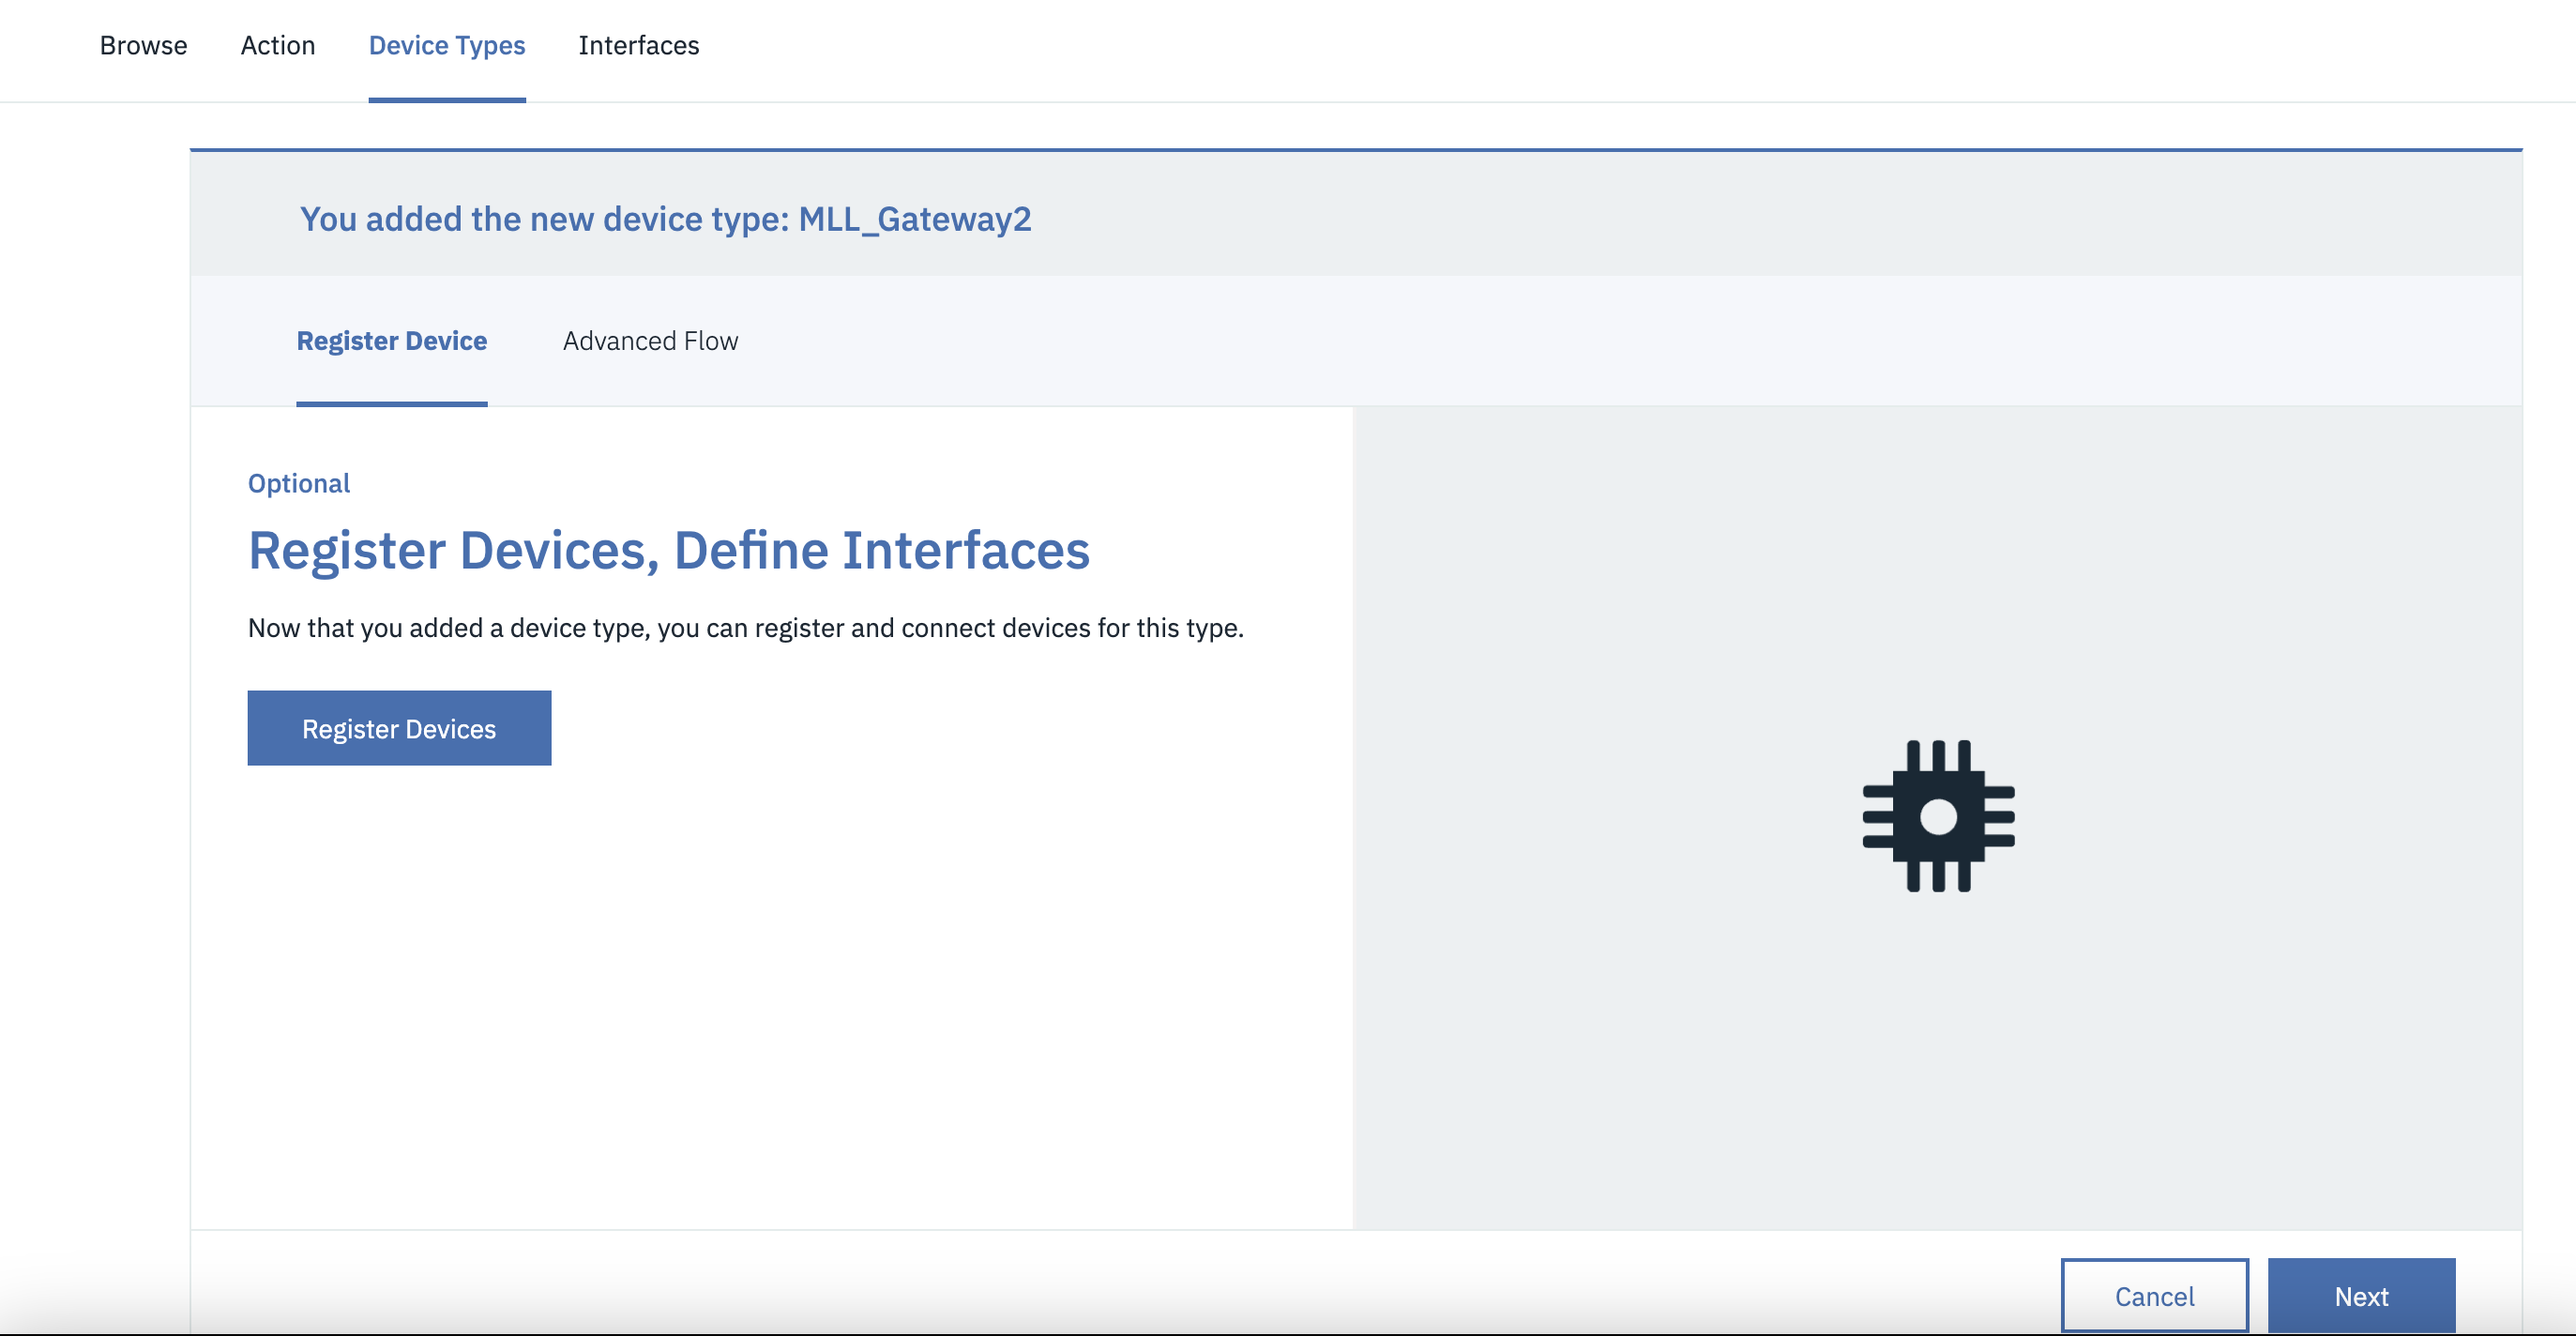 Browse Action Device Types Interfaces
You added the new device type: MLL_Gateway2
Register Device Advanced Flow
Optional
Register Devices, Define Interfaces
Now that you added a device type, you can register and connect devices for this type.
Register Devices
Cancel Next